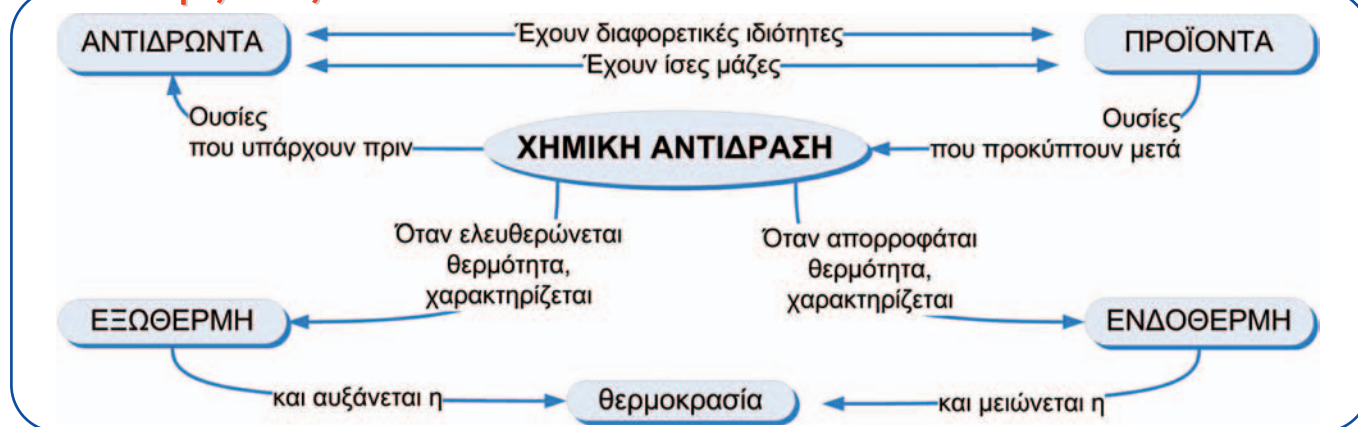 ΑΝΤΙΔΡΩΝΤΑ
Έχουν διαφορετικές ιδιότητες
Έχουν ίσες μάζες
ΠΡΟΪΟΝΤΑ
Ουσίες
που υπάρχουν πριν
ΧΗΜΙΚΗ ΑΝΤΙΔΡΑΣΗ
Ουσίες
που προκύπτουν μετά
Όταν ελευθερώνεται
θερμότητα,
χαρακτηρίζεται
Όταν απορροφάται
θερμότητα,
χαρακτηρίζεται
ΕΞΩΘΕΡΜΗ
ΕΝΔΟΘΕΡΜΗ
και αυξάνεται η
θερμοκρασία
και μειώνεται η